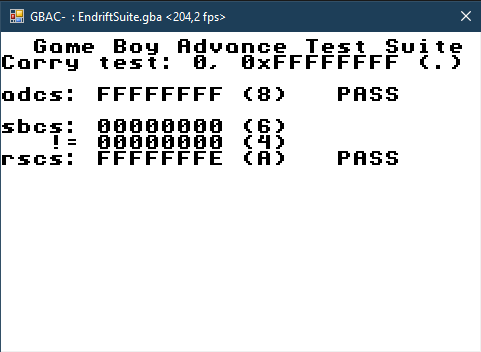 GBAC- : EndriftSuite.gba <204,2 fps>
Game Boy Advance Test Suite
Carry test: 0, 0xFFFFFFFF (.)
adcs: FFFFFFFF (8) PASS
sbcs: 00000000 (6)
!= 00000000 (4)
rscs: FFFFFFFE (A) PASS